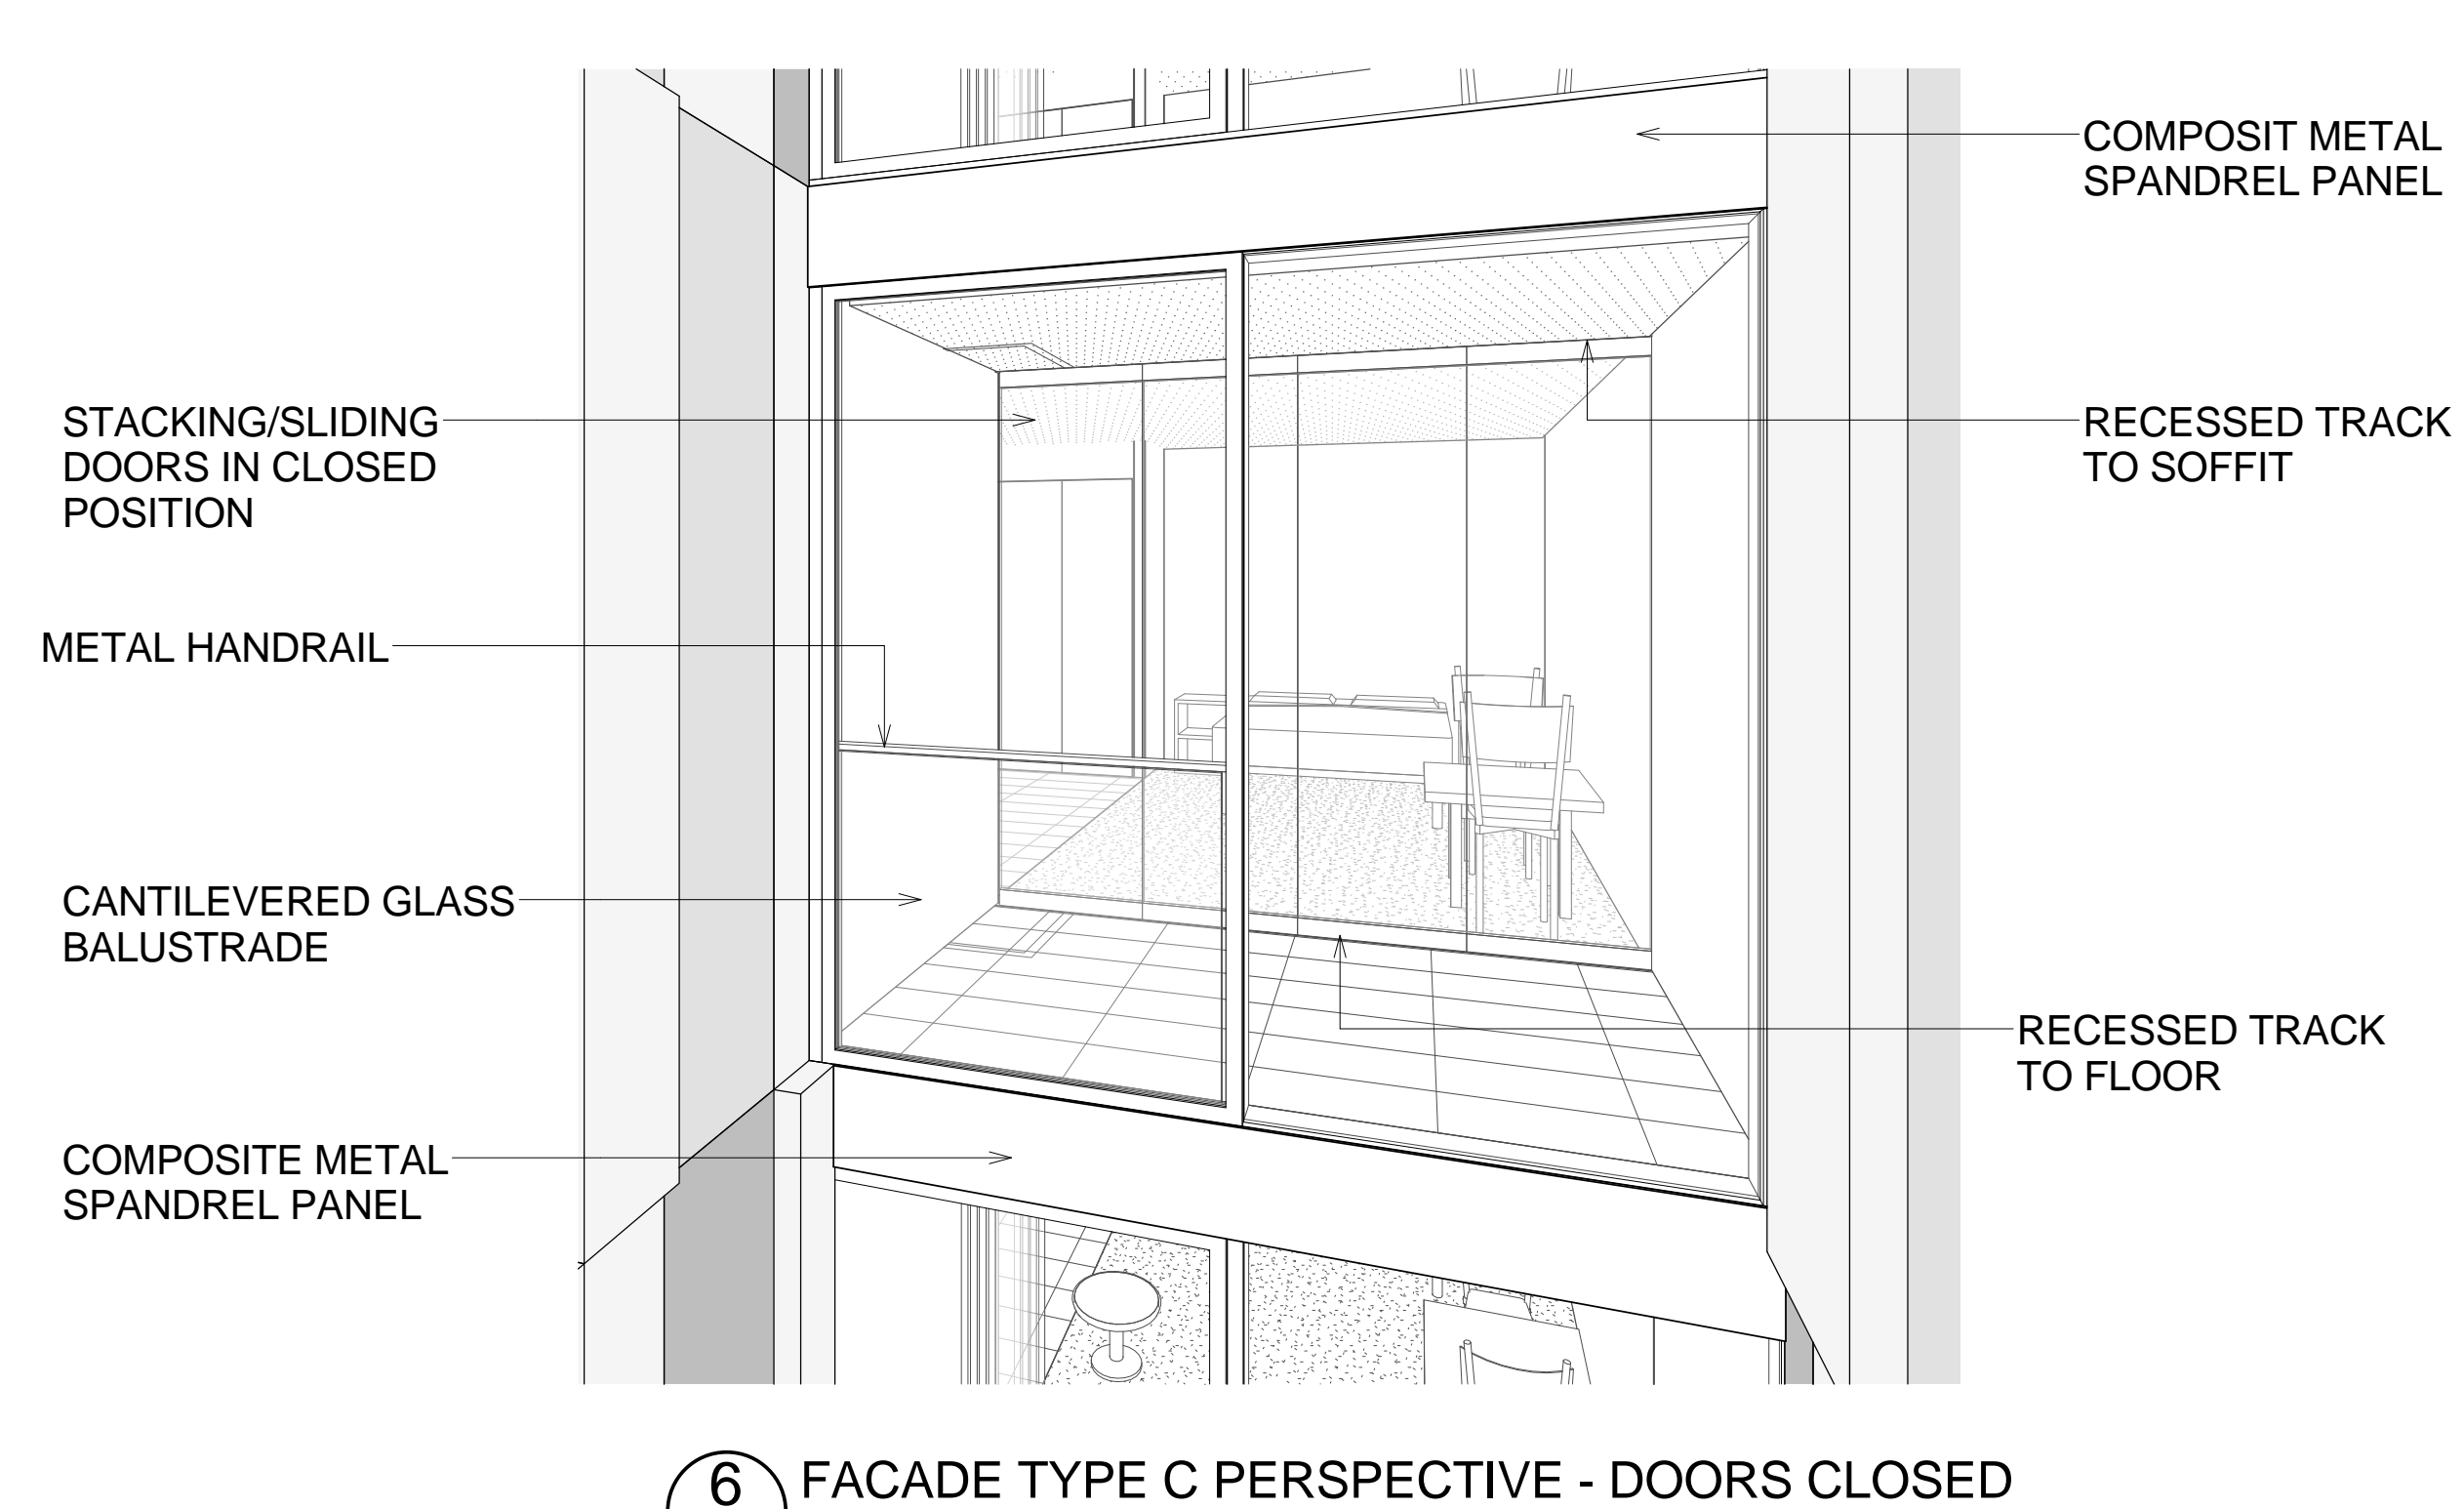 COMPOSIT METAL
SPANDREL PANEL
STACKING/SLIDING
DOORS IN CLOSED
POSITION
RECESSED TRACK
TO SOFFIT
METAL HANDRAIL
CANTILEVERED GLASS
BALUSTRADE
RECESSED TRACK
TO FLOOR
COMPOSITE METAL
SPANDREL PANEL
6
FACADE TYPE C PERSPECTIVE - DOORS CLOSED